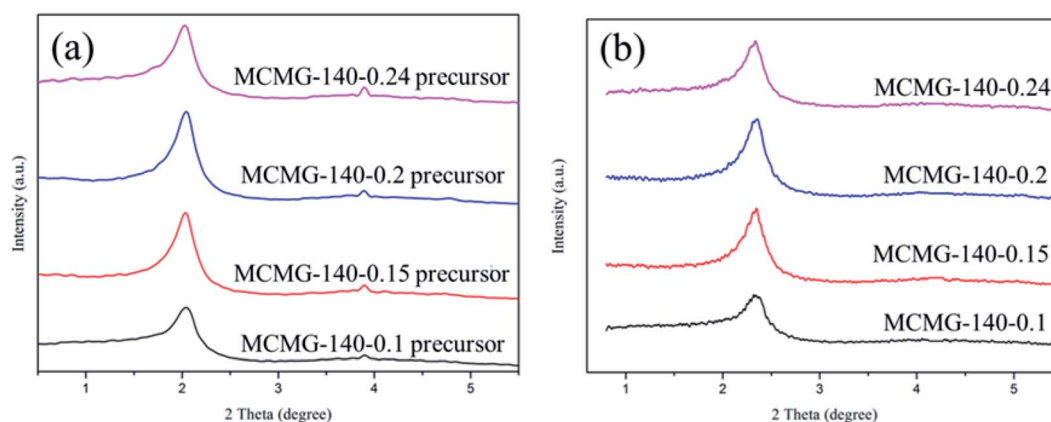 (a)
MCMG-140-0.24 precursor
MCMG-140-0.2 precursor
MCMG-140-0.15 precursor
MCMG-140-0.1 precursor
Intensity (a.u.)
1 2 3 4 5
2 Theta (degree)
(b)
MCMG-140-0.24
MCMG-140-0.2
MCMG-140-0.15
MCMG-140-0.1
Intensity (a.u.)
1 2 3 4 5
2 Theta (degree)